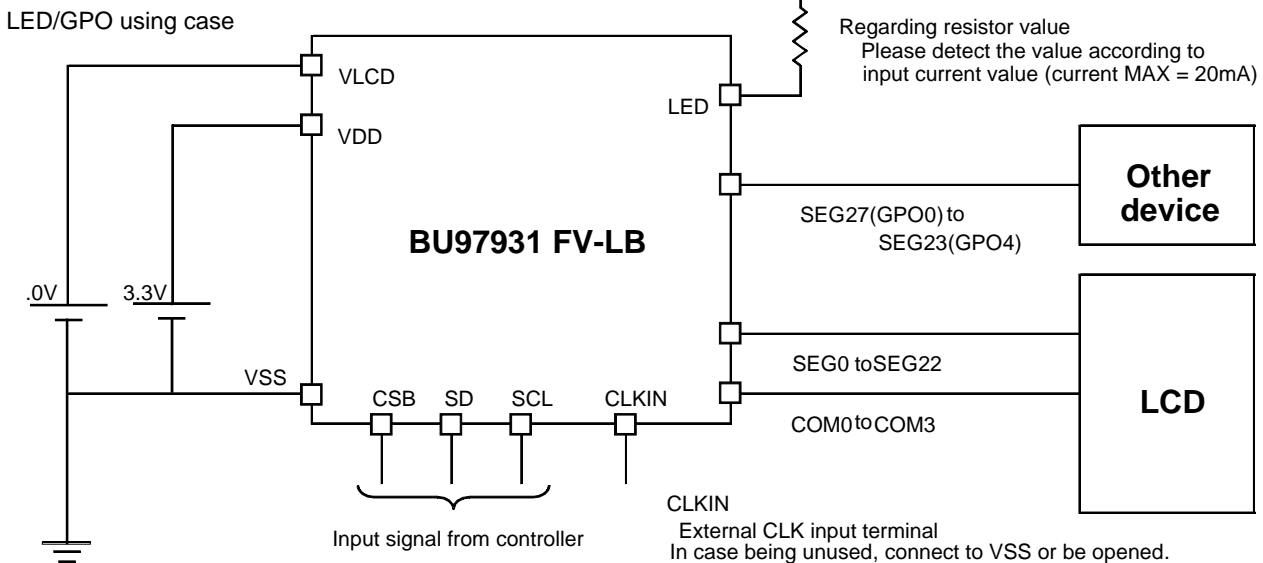 LED/GPO using case
Regarding resistor value
Please detect the value according to
input current value (current MAX = 20mA)
VLCD
LED
VDD
Other
device
SEG27(GPO0) to
SEG23(GPO4)
BU97931 FV-LB
.0V
3.3V
VSS
SEG0 toSEG22
CSB SD SCL CLKIN
LCD
COM0toCOM3
CLKIN
Input signal from controller
External CLK input terminal
In case being unused, connect to VSS or be opened.